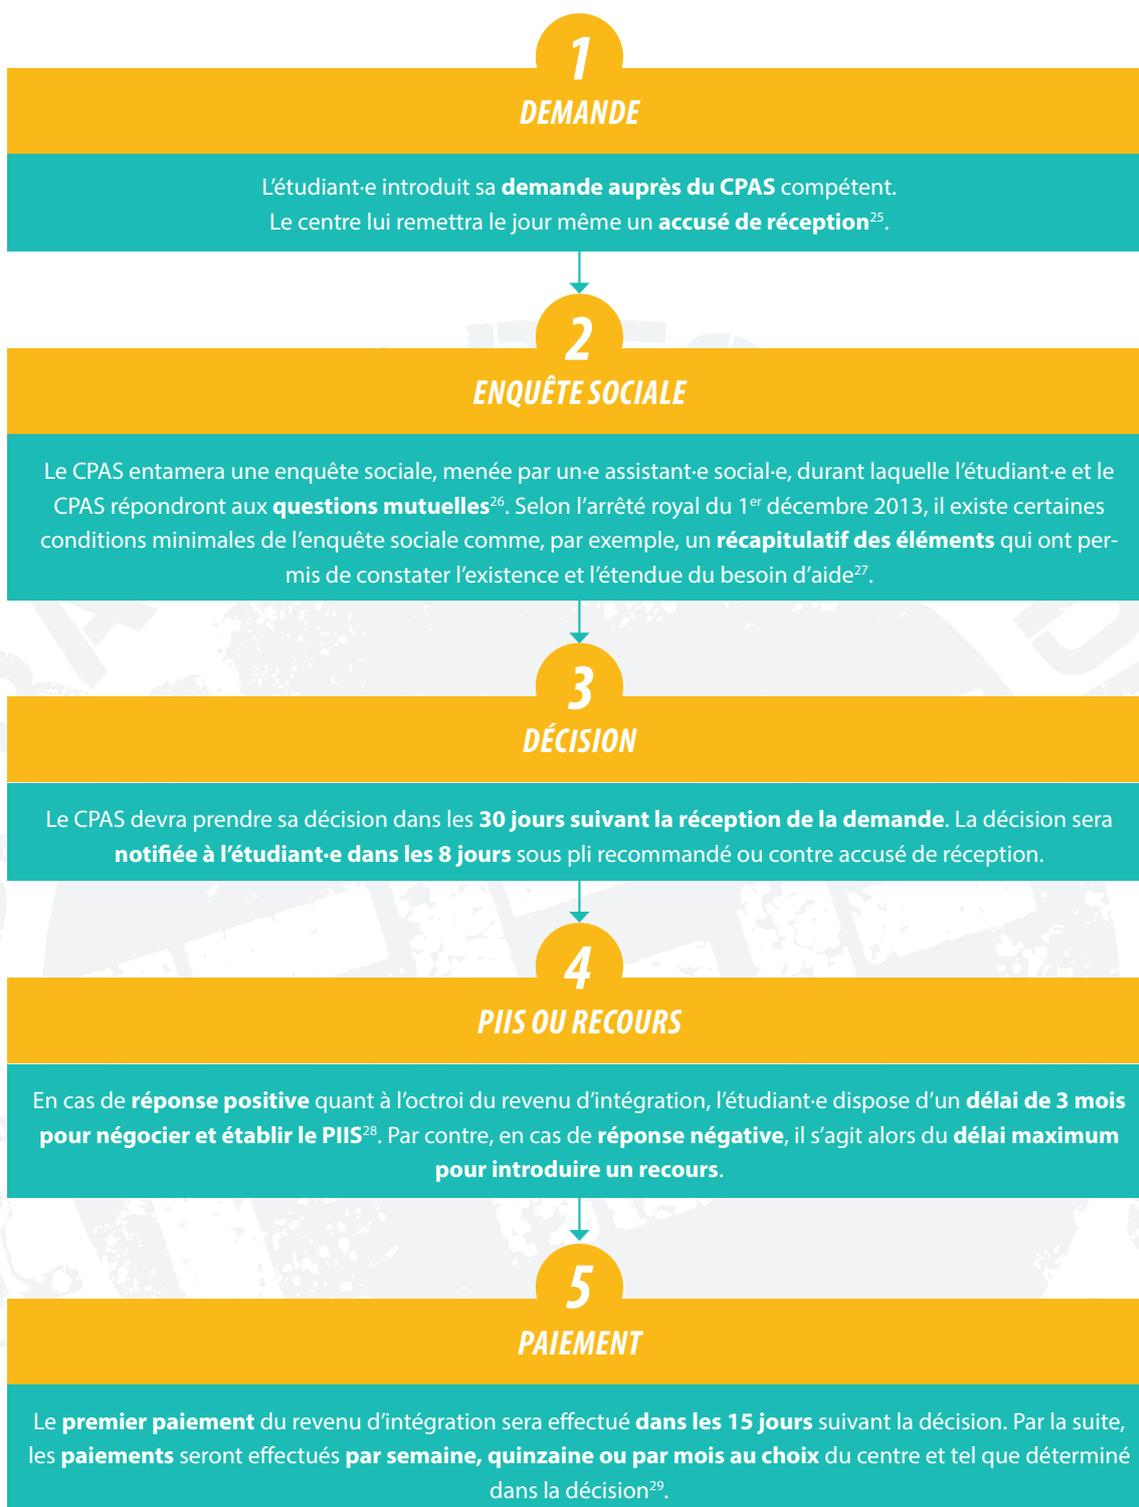 1
DEMANDE
L’étudiant·e introduit sa demande auprès du CPAS compétent.
Le centre lui remettra le jour même un accusé de réception25.
2
ENQUÊTE SOCIALE
Le CPAS entamera une enquête sociale, menée par un·e assistant·e social·e, durant laquelle l’étudiant·e et le
CPAS répondront aux questions mutuelles26. Selon l’arrêté royal du 1er décembre 2013, il existe certaines
conditions minimales de l’enquête sociale comme, par exemple, un récapitulatif des éléments qui ont per-
mis de constater l’existence et l’étendue du besoin d’aide27.
3
DÉCISION
Le CPAS devra prendre sa décision dans les 30 jours suivant la réception de la demande. La décision sera
notifiée à l’étudiant·e dans les 8 jours sous pli recommandé ou contre accusé de réception.
4
PIIS OU RECOURS
En cas de réponse positive quant à l’octroi du revenu d’intégration, l’étudiant·e dispose d’un délai de 3 mois
pour négocier et établir le PIIS28. Par contre, en cas de réponse négative, il s’agit alors du délai maximum
pour introduire un recours.
5
PAIEMENT
Le premier paiement du revenu d’intégration sera effectué dans les 15 jours suivant la décision. Par la suite,
les paiements seront effectués par semaine, quinzaine ou par mois au choix du centre et tel que déterminé
dans la décision29.